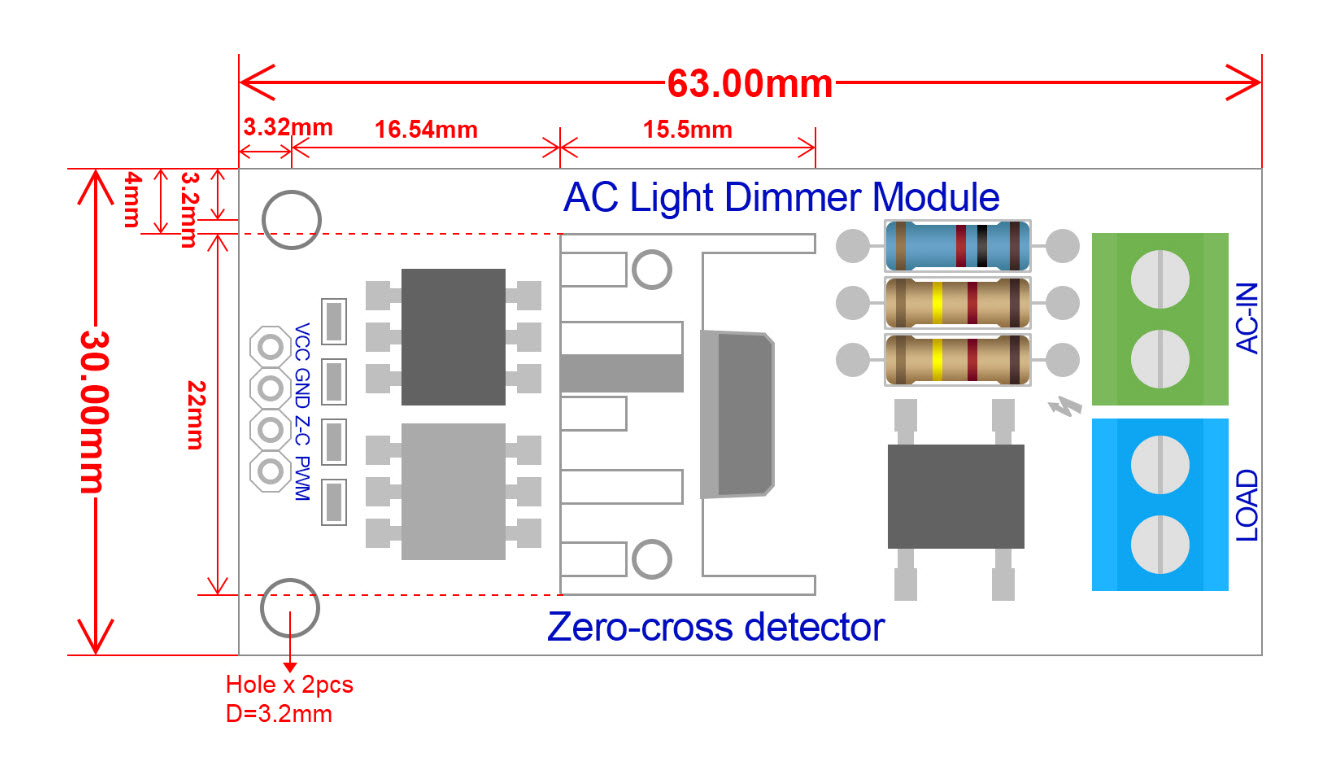 63.00mm
3.32mm
16.54mm
15.5mm
4mm
3.2mm
AC Light Dimmer Module
30.00mm
22mm
VCC GND Z-C PWM
AC-IN
LOAD
Zero-cross detector
Hole x 2pcs
D=3.2mm